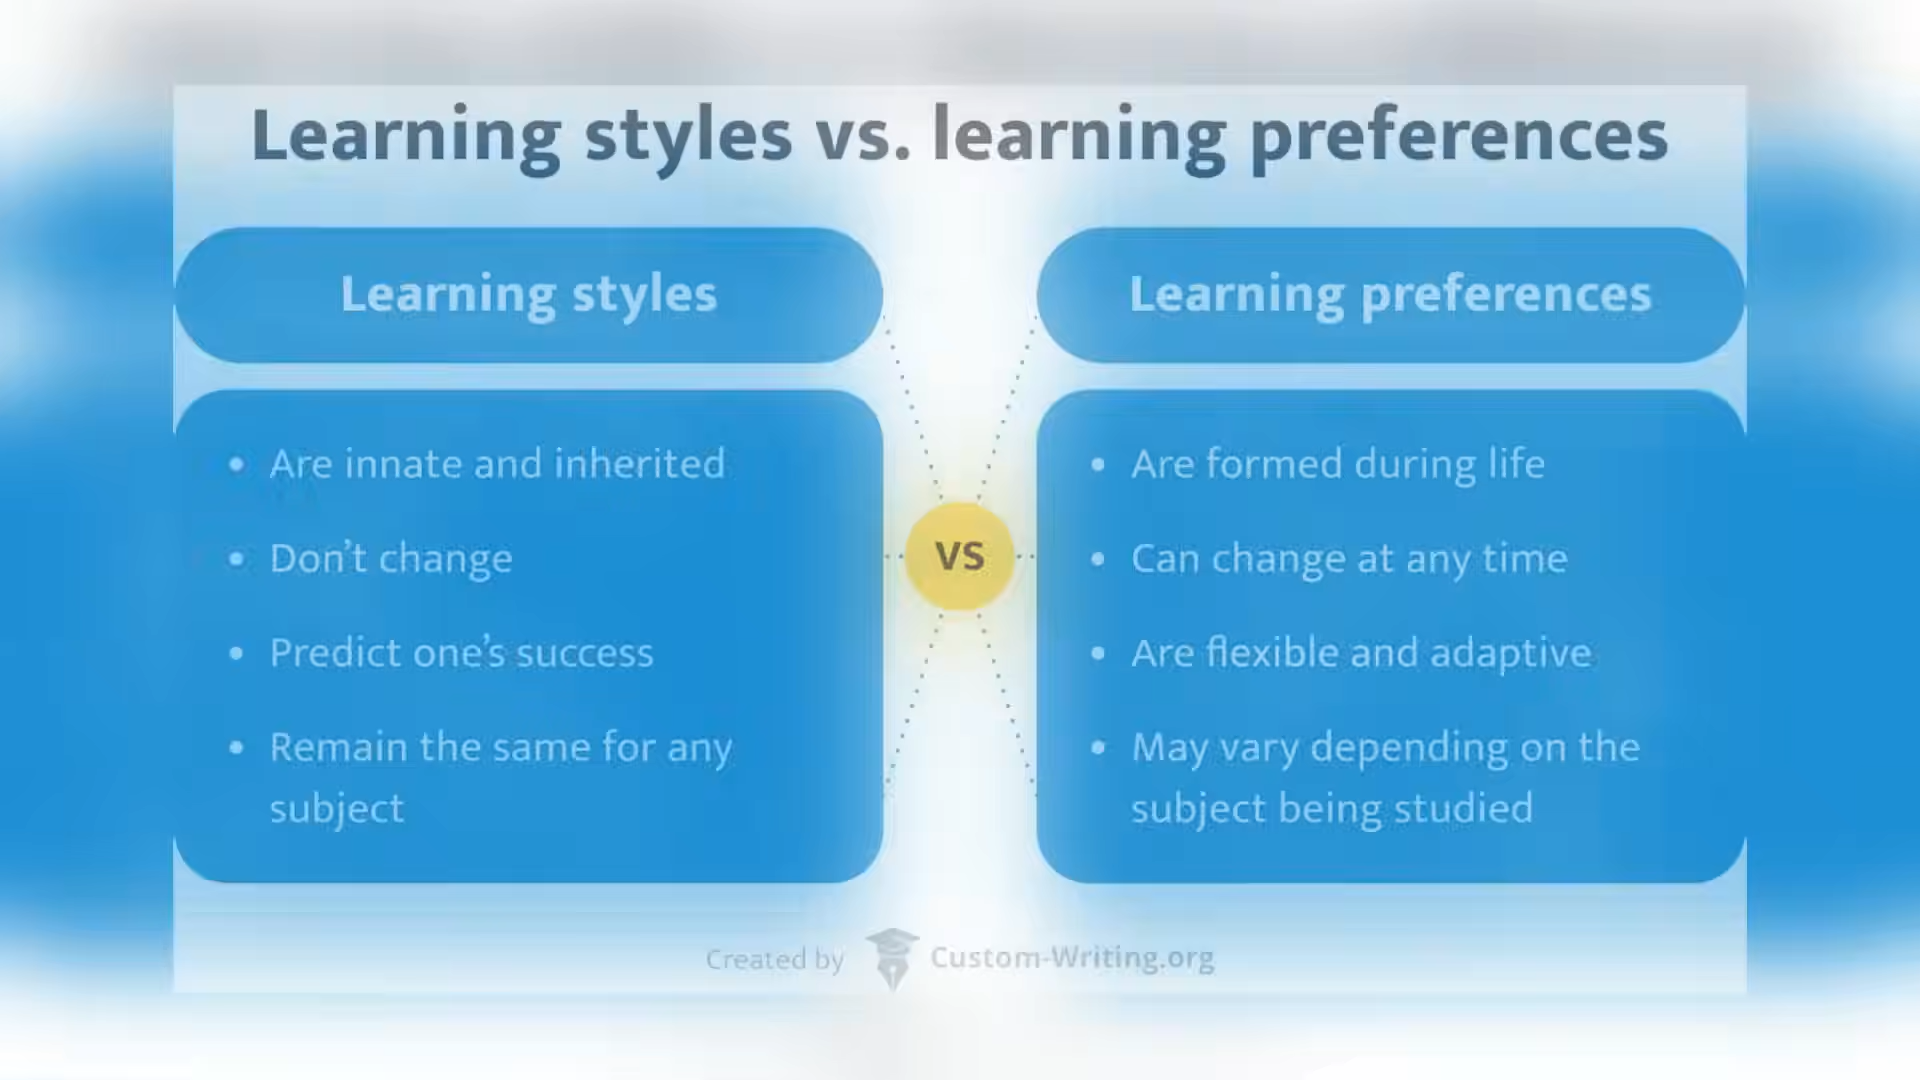 Learning styles vs. learning preferences
Learning styles
• Are innate and inherited
• Don’t change
• Predict one’s success
• Remain the same for any
subject
VS
Learning preferences
• Are formed during life
• Can change at any time
• Are flexible and adaptive
• May vary depending on the
subject being studied
Created by Custom-Writing.org